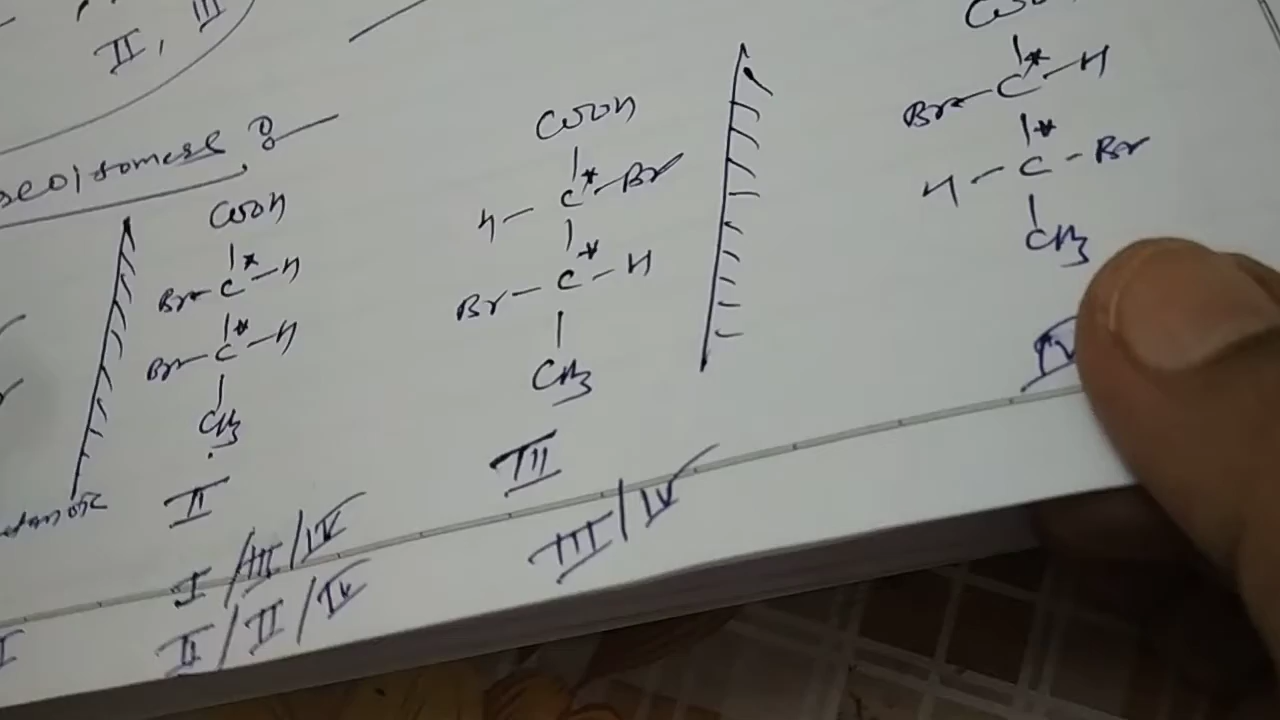 II, III
COOH
Br-C*-H
Br-C*-H
CH3
II
COOH
H-C*-Br
Br-C*-H
CH3
III
Br-C*-H
H-C*-Br
CH3
IV
I/III/IV
II/II/IV
III/IV